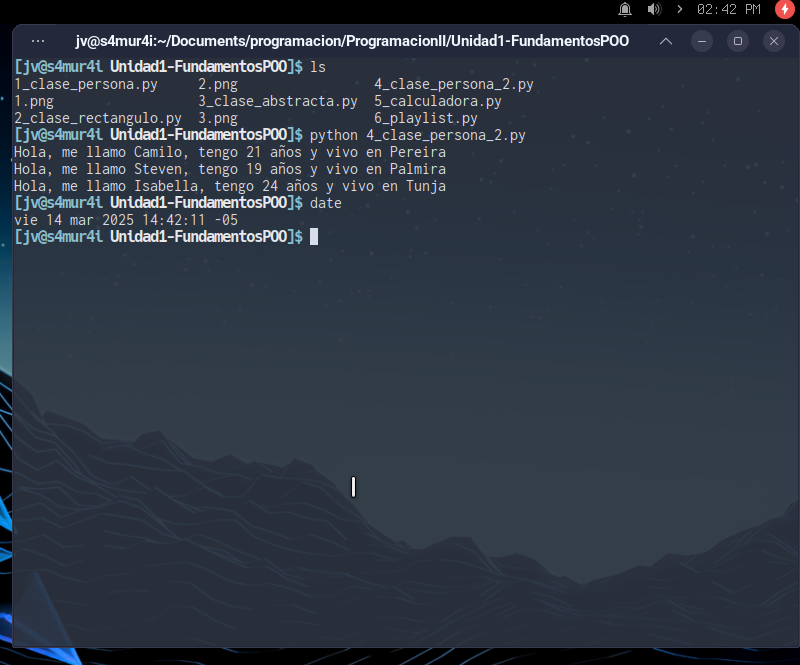 02:42 PM
jv@s4mur4i:~/Documents/programacion/ProgramacionII/Unidad1-FundamentosPOO
[jv@s4mur4i Unidad1-FundamentosPOO]$ ls
1_clase_persona.py 2.png 4_clase_persona_2.py
1.png 3_clase_abstracta.py 5_calculadora.py
2_clase_rectangulo.py 3.png 6_playlist.py
[jv@s4mur4i Unidad1-FundamentosPOO]$ python 4_clase_persona_2.py
Hola, me llamo Camilo, tengo 21 años y vivo en Pereira
Hola, me llamo Steven, tengo 19 años y vivo en Palmira
Hola, me llamo Isabella, tengo 24 años y vivo en Tunja
[jv@s4mur4i Unidad1-FundamentosPOO]$ date
vie 14 mar 2025 14:42:11 -05
[jv@s4mur4i Unidad1-FundamentosPOO]$